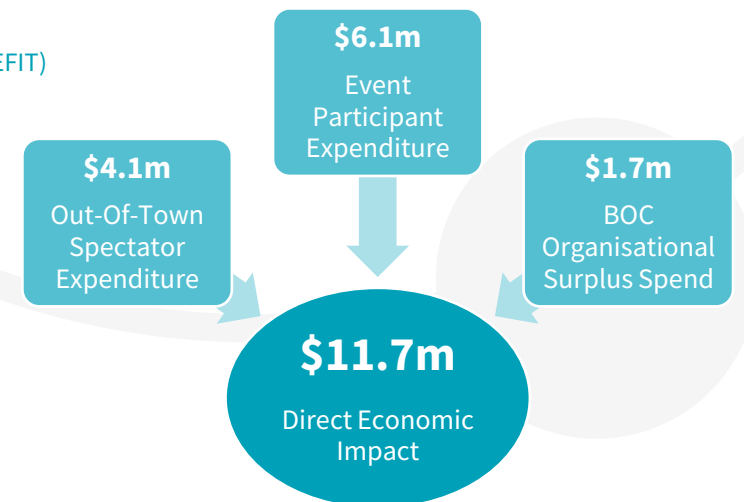 EFIT)
$6.1m
Event
Participant
Expenditure
$4.1m
Out-Of-Town
Spectator
Expenditure
$1.7m
BOC
Organisational
Surplus Spend
$11.7m
Direct Economic
Impact